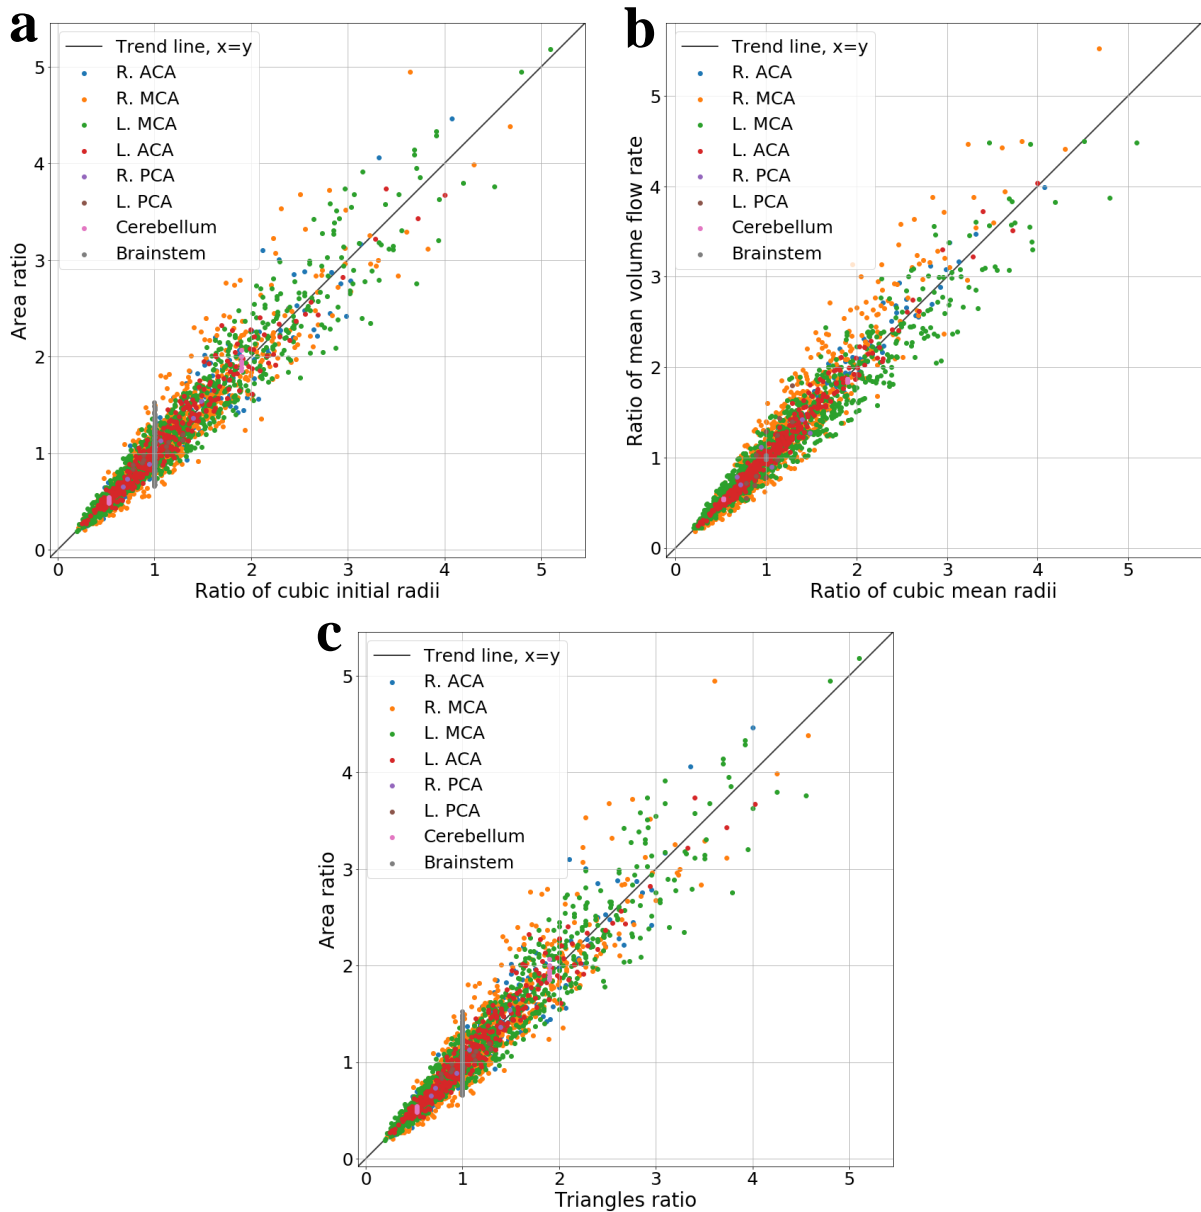 a
Trend line, x=y
R. ACA
R. MCA
L. MCA
L. ACA
R. PCA
L. PCA
Cerebellum
Brainstem
Area ratio
5
4
3
2
1
0
0 1 2 3 4 5
Ratio of cubic initial radii
b
Trend line, x=y
R. ACA
R. MCA
L. MCA
L. ACA
R. PCA
L. PCA
Cerebellum
Brainstem
Ratio of mean volume flow rate
5
4
3
2
1
0
0 1 2 3 4 5
Ratio of cubic mean radii
c
Trend line, x=y
R. ACA
R. MCA
L. MCA
L. ACA
R. PCA
L. PCA
Cerebellum
Brainstem
Area ratio
5
4
3
2
1
0
0 1 2 3 4 5
Triangles ratio